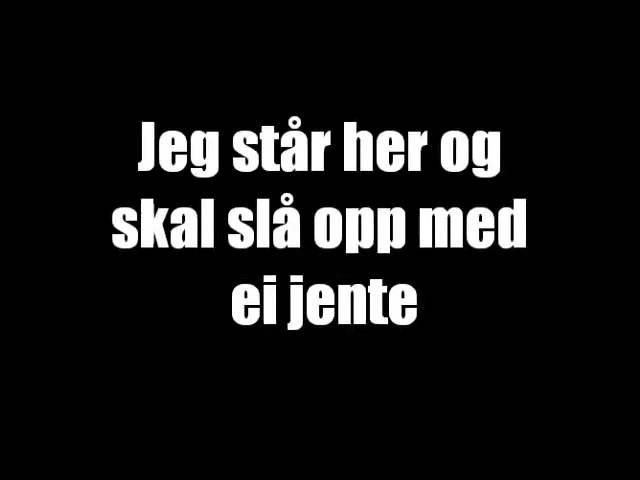 Jeg står her og
skal slå opp med
ei jente